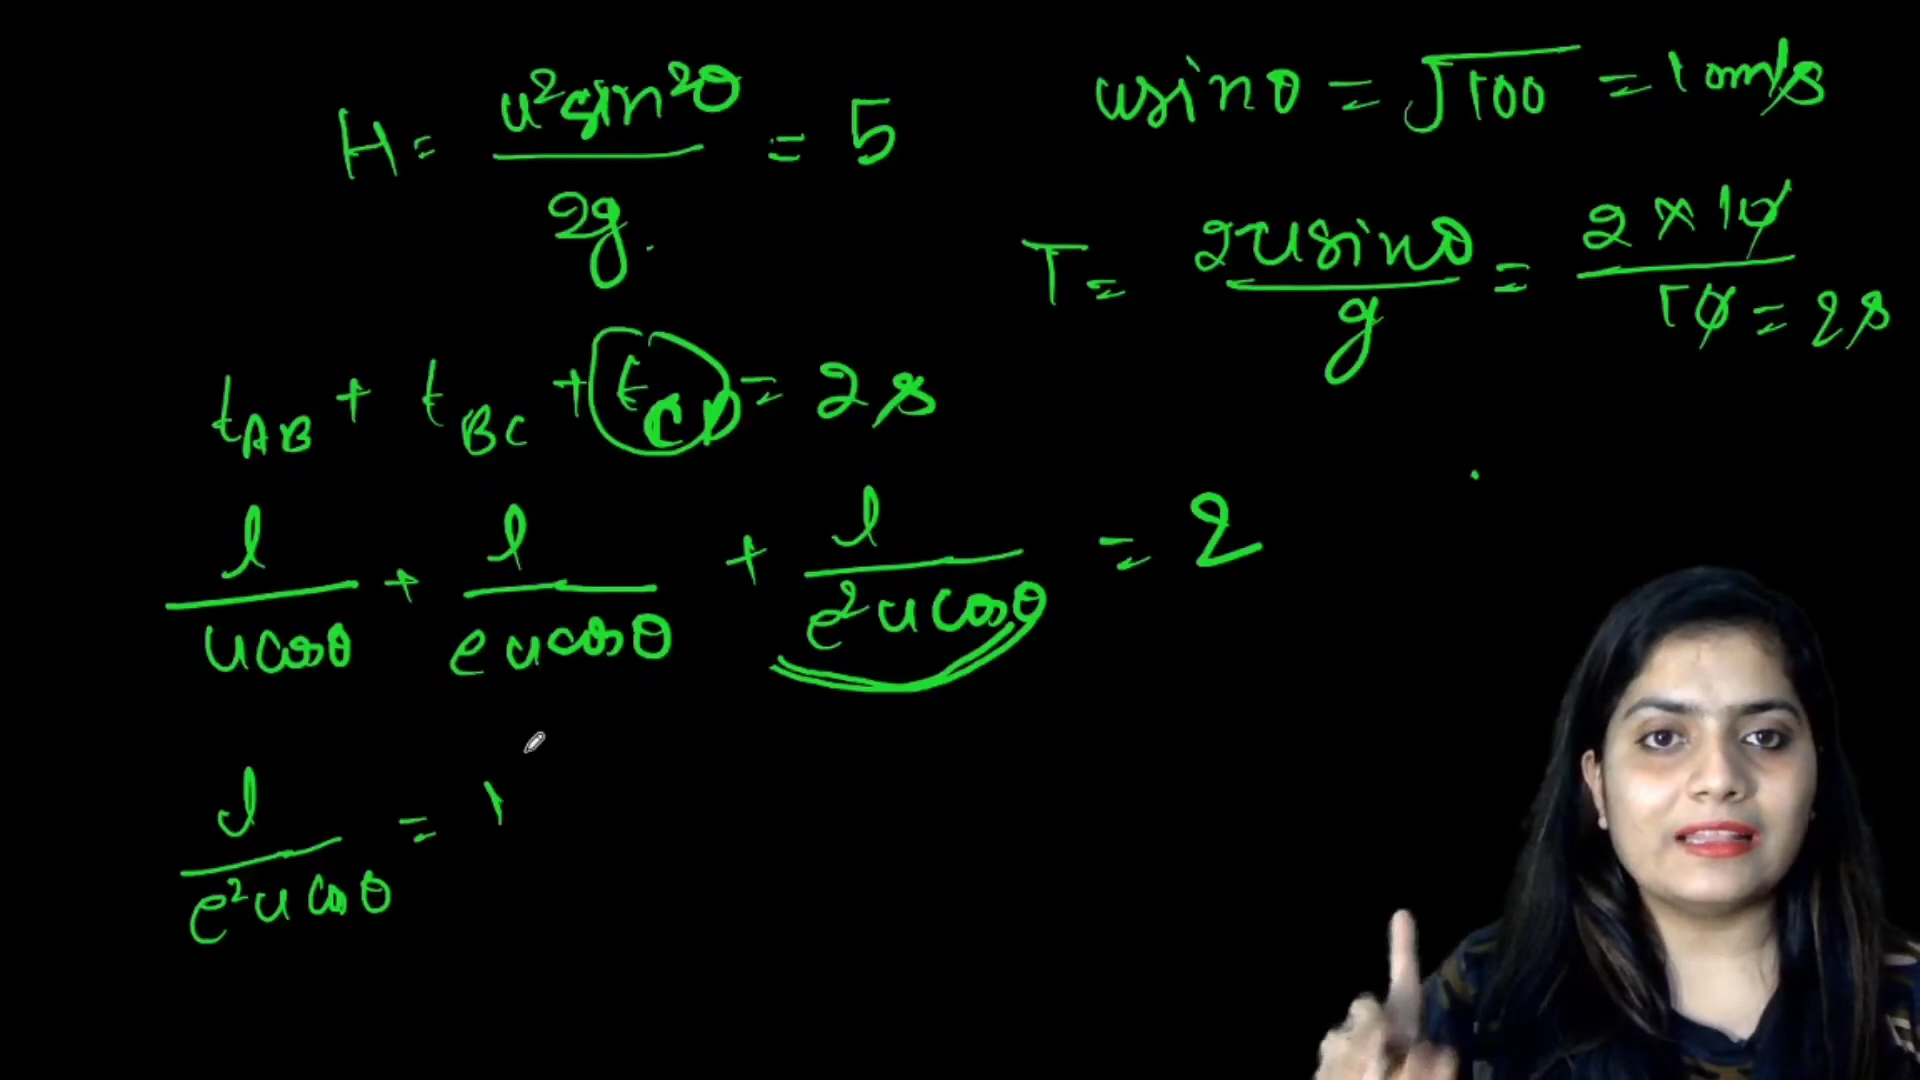 H = u²sin²θ / 2g = 5
usinθ = √100 = 10m/s
T = 2usinθ / g = 2 × 10 / 10 = 2s
tAB + tBC + tCD = 2s
l / ucosθ + l / eucosθ + l / e²ucosθ = 2
l / e²ucosθ = 1